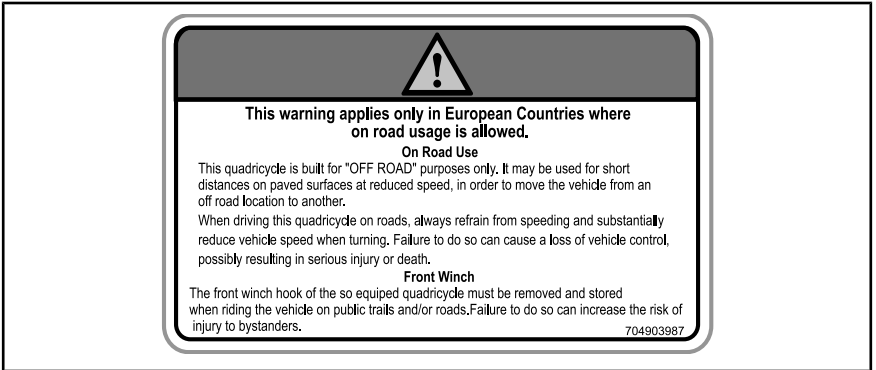 This warning applies only in European Countries where
on road usage is allowed.
On Road Use
This quadricycle is built for "OFF ROAD" purposes only. It may be used for short
distances on paved surfaces at reduced speed, in order to move the vehicle from an
off road location to another.
When driving this quadricycle on roads, always refrain from speeding and substantially
reduce vehicle speed when turning. Failure to do so can cause a loss of vehicle control,
possibly resulting in serious injury or death.
Front Winch
The front winch hook of the so equiped quadricycle must be removed and stored
when riding the vehicle on public trails and/or roads.Failure to do so can increase the risk of
injury to bystanders.
704903987